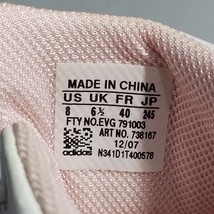 MADE IN CHINA
US UK FR JP
8 6½ 40 245
FTY NO.EVG 791003
ART NO. 738167
12/07
adidas
N341D1T400578